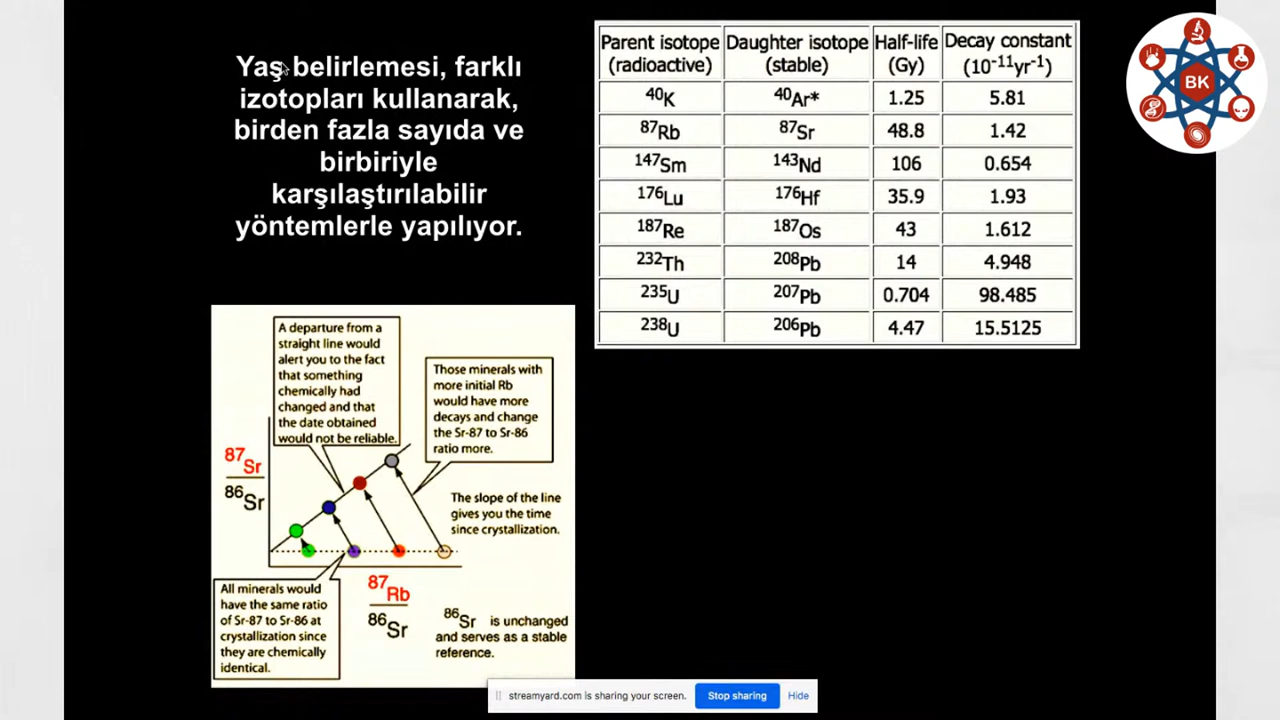 Yaş belirlemesi, farklı
izotopları kullanarak,
birden fazla sayıda ve
birbiriyle
karşılaştırılabilir
yöntemlerle yapılıyor.
Parent isotope (radioactive) Daughter isotope (stable) Half-life (Gy) Decay constant (10⁻¹¹yr⁻¹)
⁴⁰K ⁴⁰Ar* 1.25 5.81
⁸⁷Rb ⁸⁷Sr 48.8 1.42
¹⁴⁷Sm ¹⁴³Nd 106 0.654
¹⁷⁶Lu ¹⁷⁶Hf 35.9 1.93
¹⁸⁷Re ¹⁸⁷Os 43 1.612
²³²Th ²⁰⁸Pb 14 4.948
²³⁵U ²⁰⁷Pb 0.704 98.485
²³⁸U ²⁰⁶Pb 4.47 15.5125
BK
A departure from a
straight line would
alert you to the fact
that something
chemically had
changed and that
the date obtained
would not be reliable.
Those minerals with
more initial Rb
would have more
decays and change
the Sr-87 to Sr-86
ratio more.
⁸⁷Sr
⁸⁶Sr
The slope of the line
gives you the time
since crystallization.
All minerals would
have the same ratio
of Sr-87 to Sr-86 at
crystallization since
they are chemically
identical.
⁸⁷Rb
⁸⁶Sr
⁸⁶Sr is unchanged
and serves as a stable
reference.
streamyard.com is sharing your screen. Stop sharing Hide